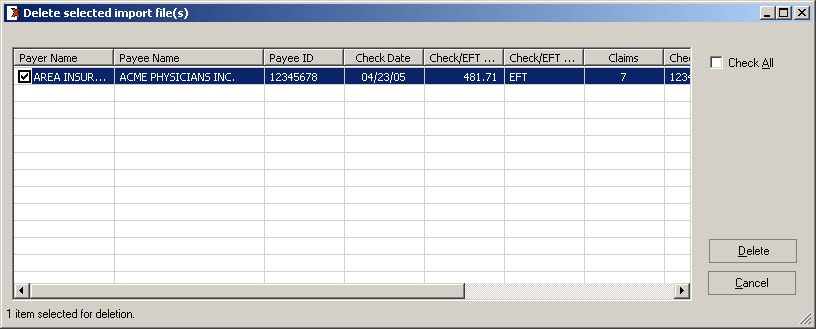 Delete selected import file(s)
Payer Name Payee Name Payee ID Check Date Check/EFT ... Check/EFT ... Claims Chec
AREA INSUR... ACME PHYSICIANS INC. 12345678 04/23/05 481.71 EFT 7 1234
Check All
Delete
Cancel
1 item selected for deletion.